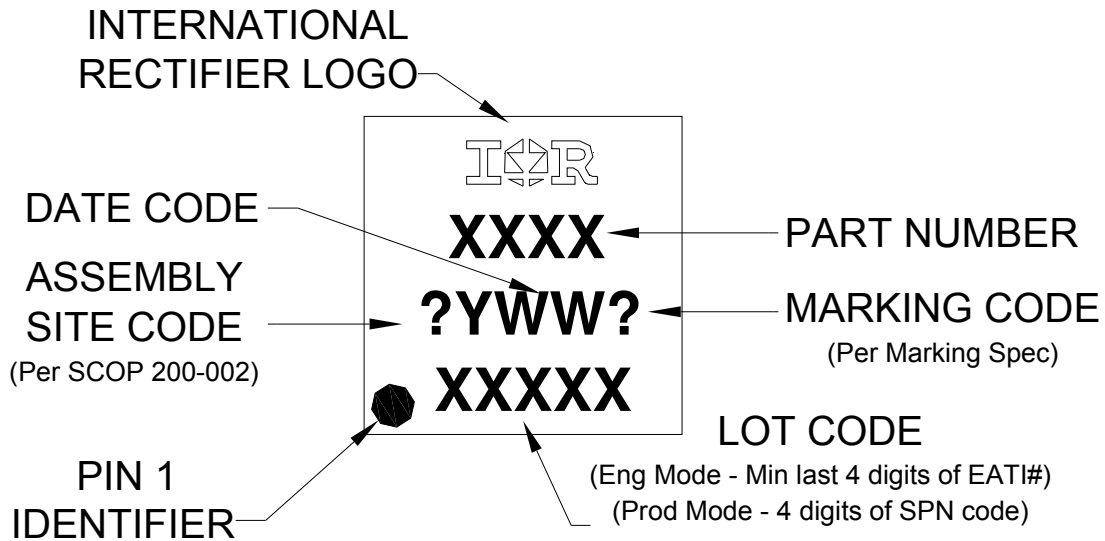 INTERNATIONAL
RECTIFIER LOGO
IOR
DATE CODE
XXXX
PART NUMBER
ASSEMBLY
SITE CODE
(Per SCOP 200-002)
?YWW?
MARKING CODE
(Per Marking Spec)
XXXXX
PIN 1
IDENTIFIER
LOT CODE
(Eng Mode - Min last 4 digits of EATI#)
(Prod Mode - 4 digits of SPN code)